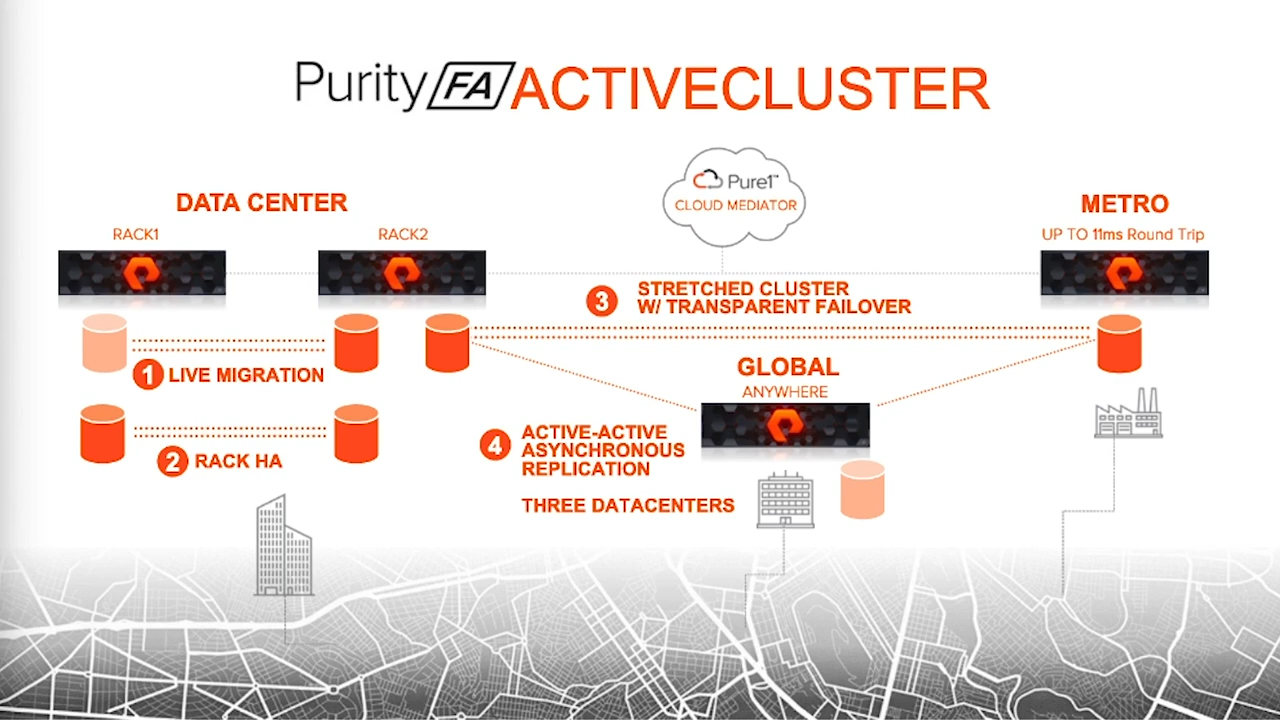 Purity FA ACTIVECLUSTER
Pure1™
CLOUD MEDIATOR
DATA CENTER
METRO
RACK1
RACK2
UP TO 11ms Round Trip
3 STRETCHED CLUSTER
W/ TRANSPARENT FAILOVER
1 LIVE MIGRATION
GLOBAL
ANYWHERE
2 RACK HA
4 ACTIVE-ACTIVE
ASYNCHRONOUS
REPLICATION
THREE DATACENTERS